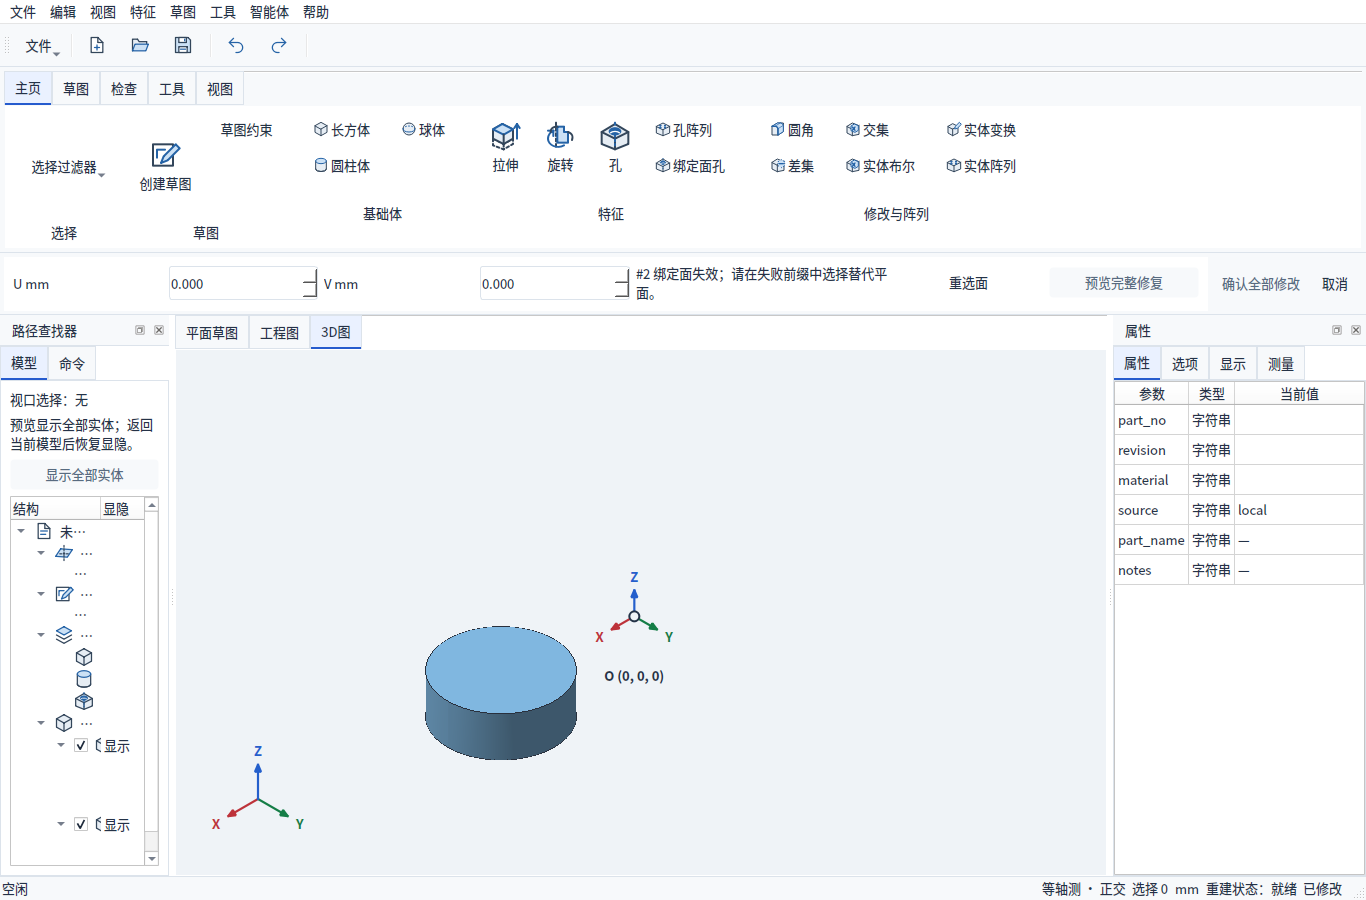 文件 编辑 视图 特征 草图 工具 智能体 帮助
文件
主页 草图 检查 工具 视图
选择过滤器
创建草图
草图约束
长方体 球体
圆柱体
拉伸 旋转 孔
孔阵列
绑定面孔
圆角 交集 实体变换
差集 实体布尔 实体阵列
选择 草图 基础体 特征 修改与阵列
U mm 0.000 V mm 0.000
#2 绑定面失效；请在失败前缀中选择替代平
面。
重选面 预览完整修复 确认全部修改 取消
路径查找器
模型 命令
视口选择：无
预览显示全部实体；返回
当前模型后恢复显隐。
显示全部实体
结构 显隐
未…
…
…
…
…
…
…
显示
显示
平面草图 工程图 3D图
Z
X Y
O (0, 0, 0)
Z
X Y
属性
属性 选项 显示 测量
参数 类型 当前值
part_no 字符串
revision 字符串
material 字符串
source 字符串 local
part_name 字符串 —
notes 字符串 —
空闲
等轴测 · 正交 选择 0 mm 重建状态：就绪 已修改